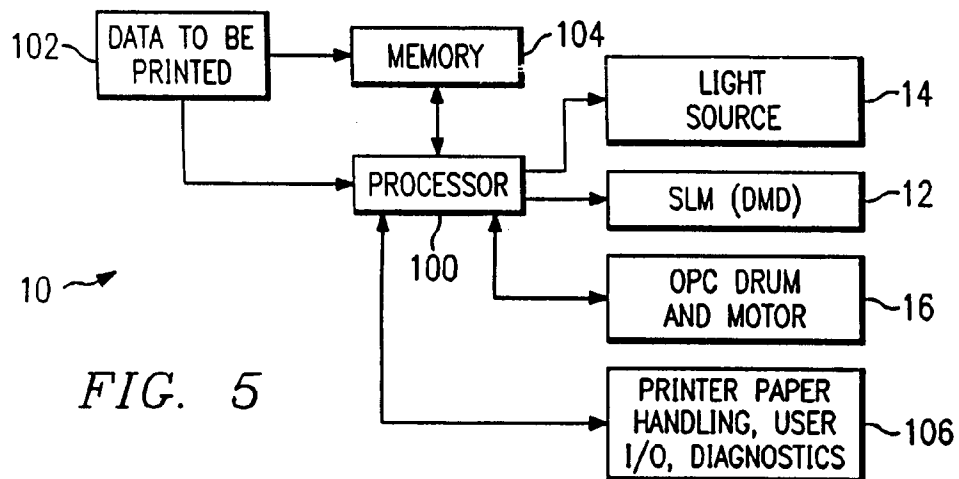 102
DATA TO BE
PRINTED
MEMORY
104
LIGHT
SOURCE
14
PROCESSOR
100
SLM (DMD)
12
10
OPC DRUM
AND MOTOR
16
FIG. 5
PRINTER PAPER
HANDLING, USER
I/O, DIAGNOSTICS
106